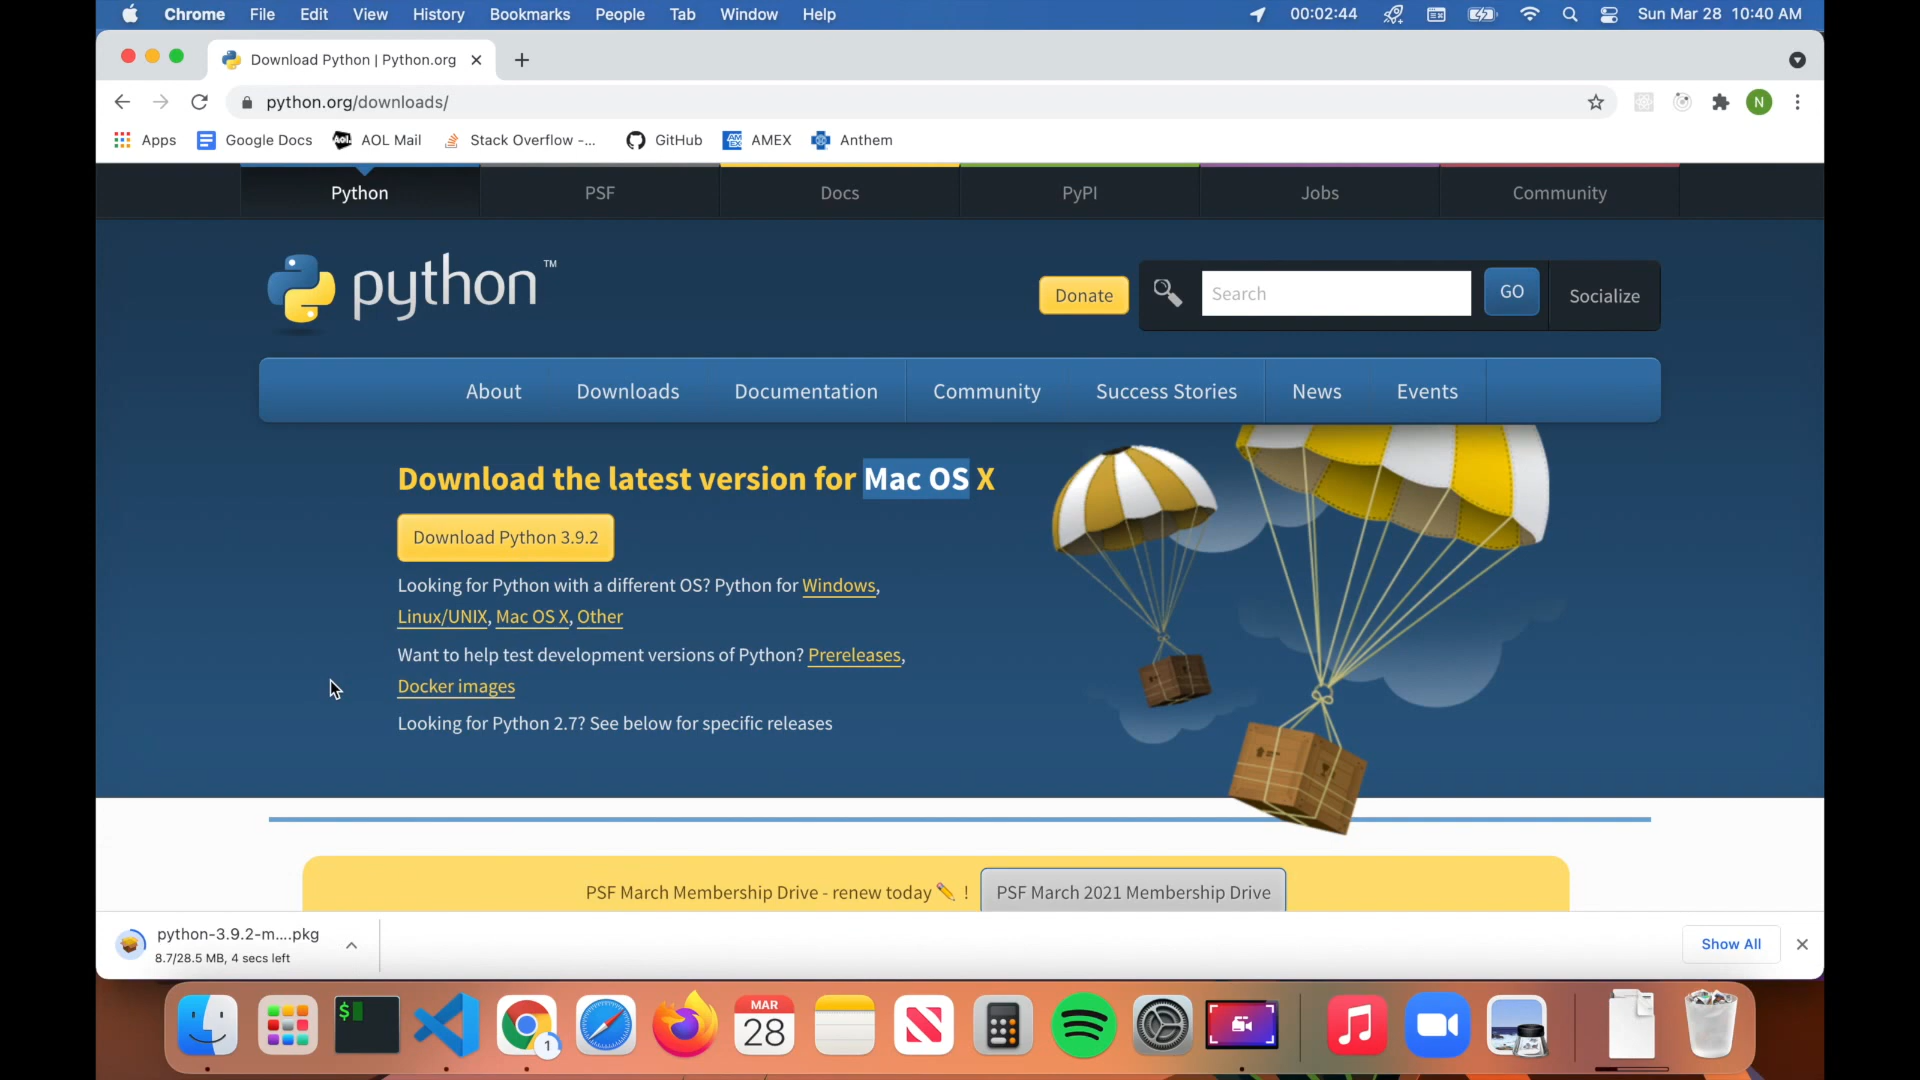 Chrome File Edit View History Bookmarks People Tab Window Help 00:02:44 Sun Mar 28 10:40 AM
Download Python | Python.org
python.org/downloads/ N
Apps Google Docs Aol. AOL Mail Stack Overflow -... GitHub AM EX AMEX Anthem
Python PSF Docs PyPI Jobs Community
python TM Donate Search GO Socialize
About Downloads Documentation Community Success Stories News Events
Download the latest version for Mac OS X
Download Python 3.9.2
Looking for Python with a different OS? Python for Windows,
Linux/UNIX, Mac OS X, Other
Want to help test development versions of Python? Prereleases,
Docker images
Looking for Python 2.7? See below for specific releases
PSF March Membership Drive - renew today ✏️ ! PSF March 2021 Membership Drive
python-3.9.2-m....pkg
8.7/28.5 MB, 4 secs left
Show All
$ 1 MAR
28